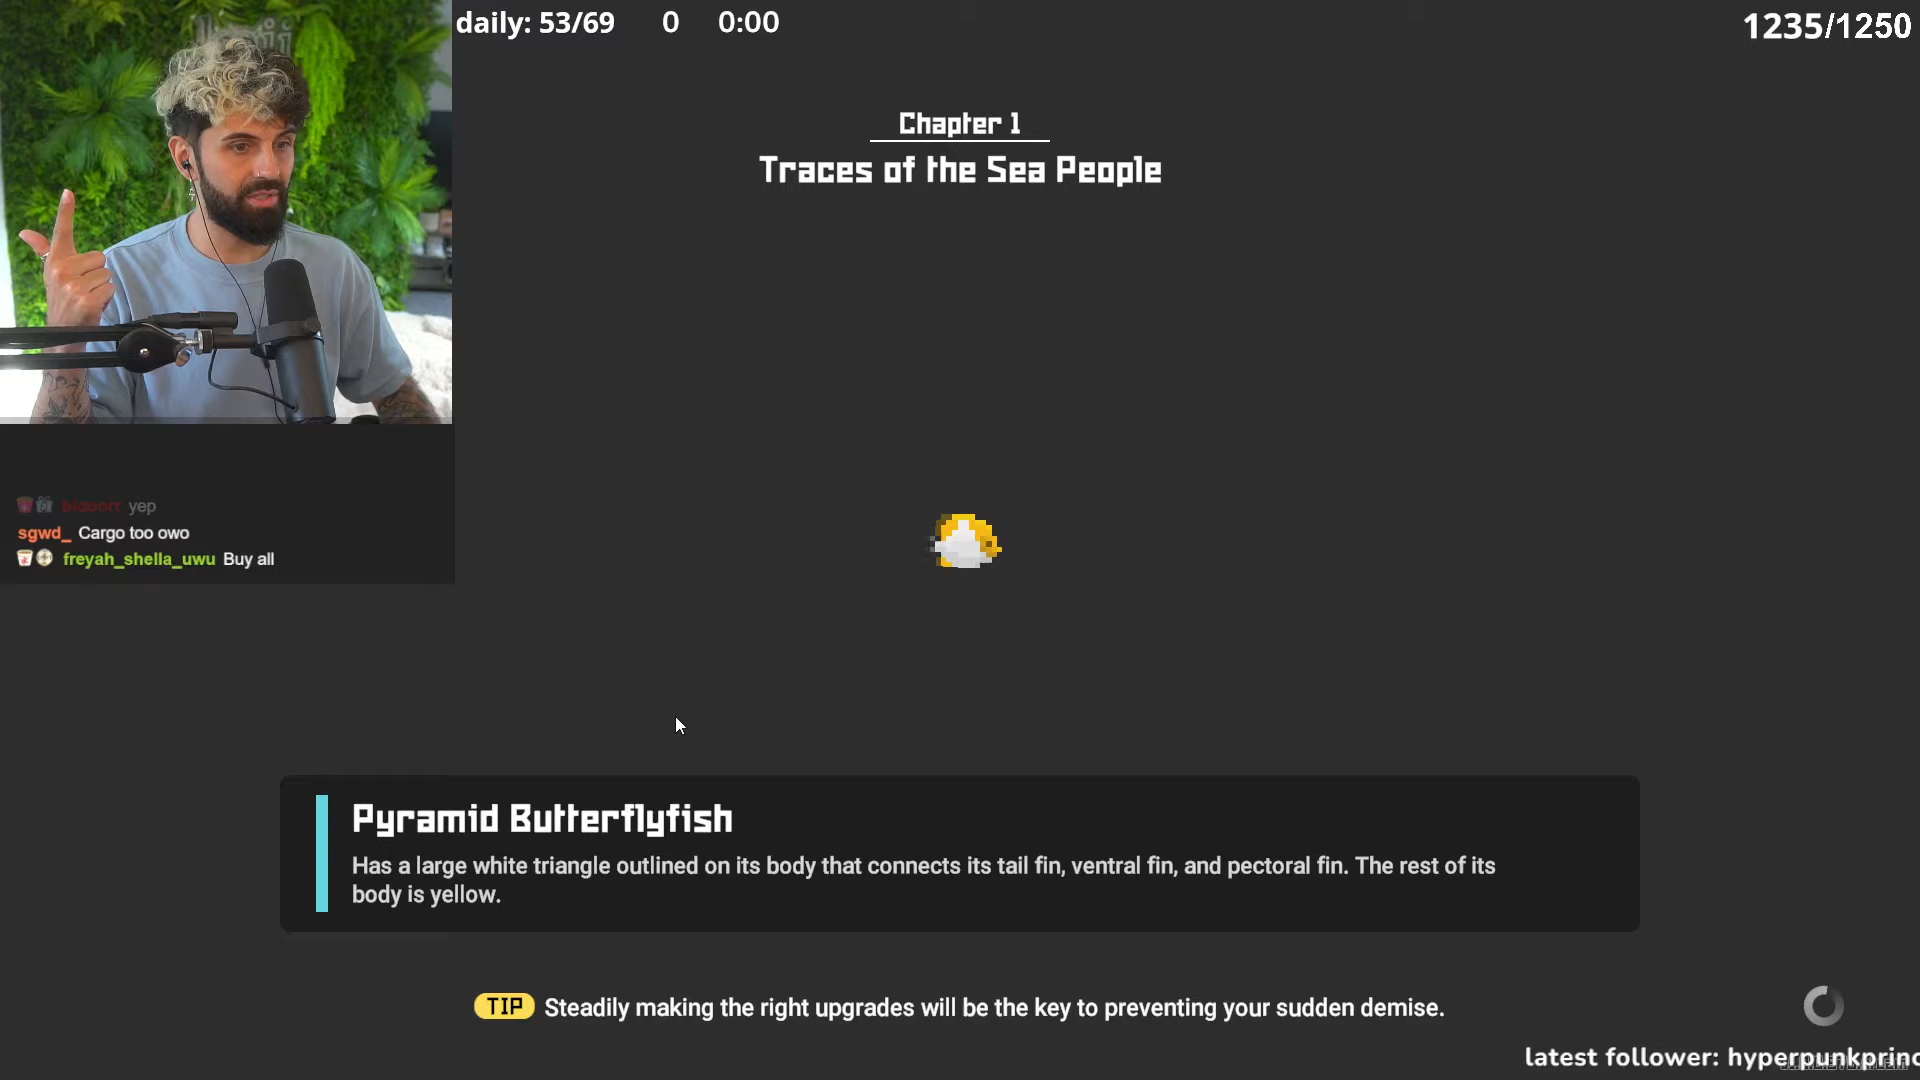 daily: 53/69 0 0:00
1235/1250
Chapter 1
Traces of the Sea People
yep
sgwd_ Cargo too owo
freyah_shella_uwu Buy all
Pyramid Butterflyfish
Has a large white triangle outlined on its body that connects its tail fin, ventral fin, and pectoral fin. The rest of its
body is yellow.
TIP Steadily making the right upgrades will be the key to preventing your sudden demise.
latest follower: hyperpunkprinc